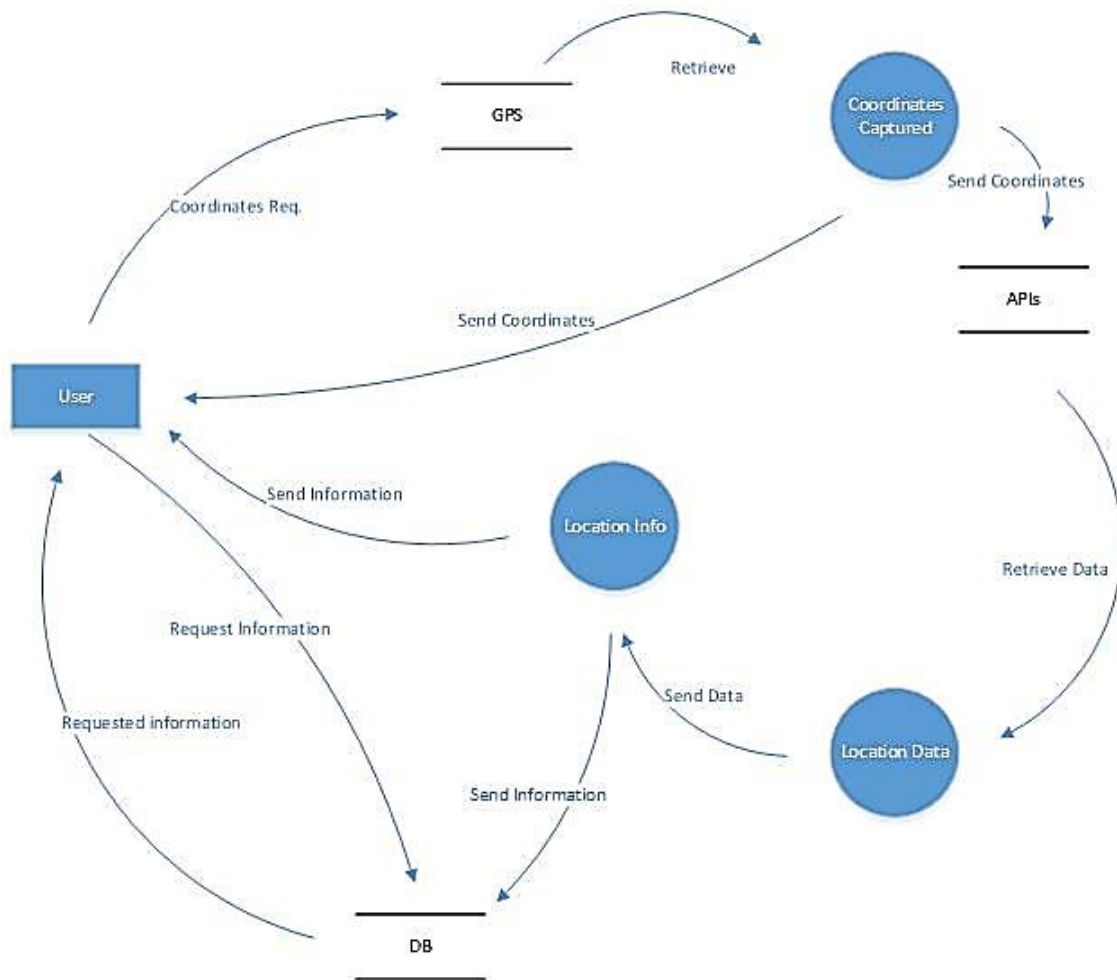 Retrieve
GPS
Coordinates
Captured
Send Coordinates
Coordinates Req.
APIs
Send Coordinates
User
Send Information
Location Info
Retrieve Data
Request Information
Send Data
Requested information
Location Data
Send Information
DB